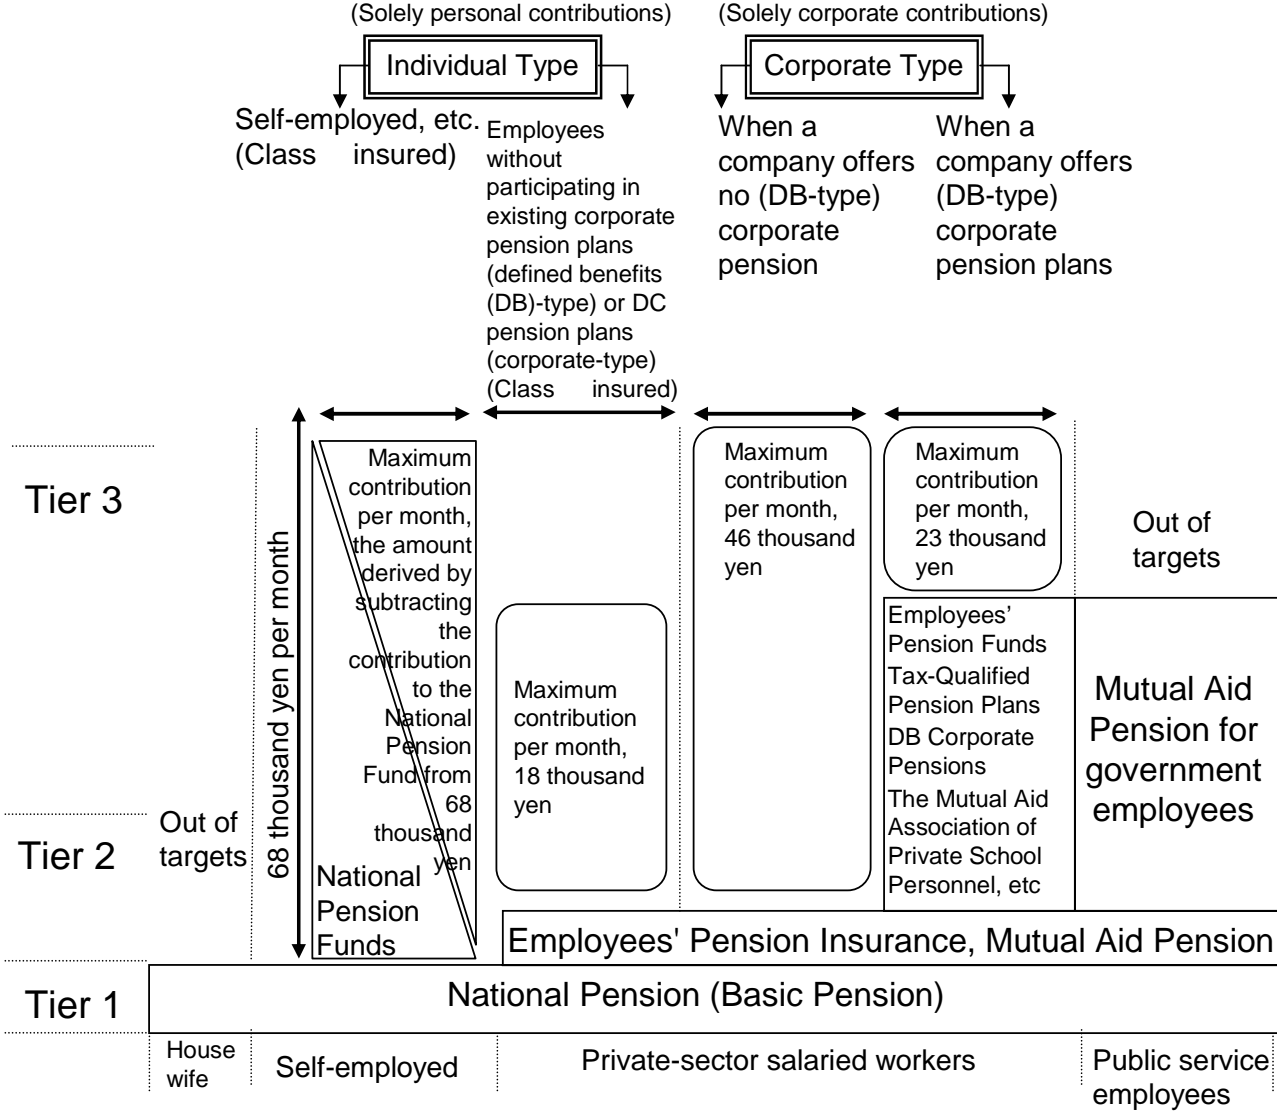 (Solely personal contributions)
(Solely corporate contributions)
Individual Type
Corporate Type
Self-employed, etc.
(Class insured)
Employees
without
participating in
existing corporate
pension plans
(defined benefits
(DB)-type) or DC
pension plans
(corporate-type)
(Class insured)
When a
company offers
no (DB-type)
corporate
pension
When a
company offers
(DB-type)
corporate
pension plans
Tier 3
68 thousand yen per month
Maximum
contribution
per month,
the amount
derived by
subtracting
the
contribution
to the
National
Pension
Fund from
68
thousand
yen
National
Pension
Funds
Maximum
contribution
per month,
18 thousand
yen
Maximum
contribution
per month,
46 thousand
yen
Maximum
contribution
per month,
23 thousand
yen
Out of
targets
Employees’
Pension Funds
Tax-Qualified
Pension Plans
DB Corporate
Pensions
The Mutual Aid
Association of
Private School
Personnel, etc
Mutual Aid
Pension for
government
employees
Tier 2
Out of
targets
Employees' Pension Insurance, Mutual Aid Pension
Tier 1
National Pension (Basic Pension)
House
wife
Self-employed
Private-sector salaried workers
Public service
employees